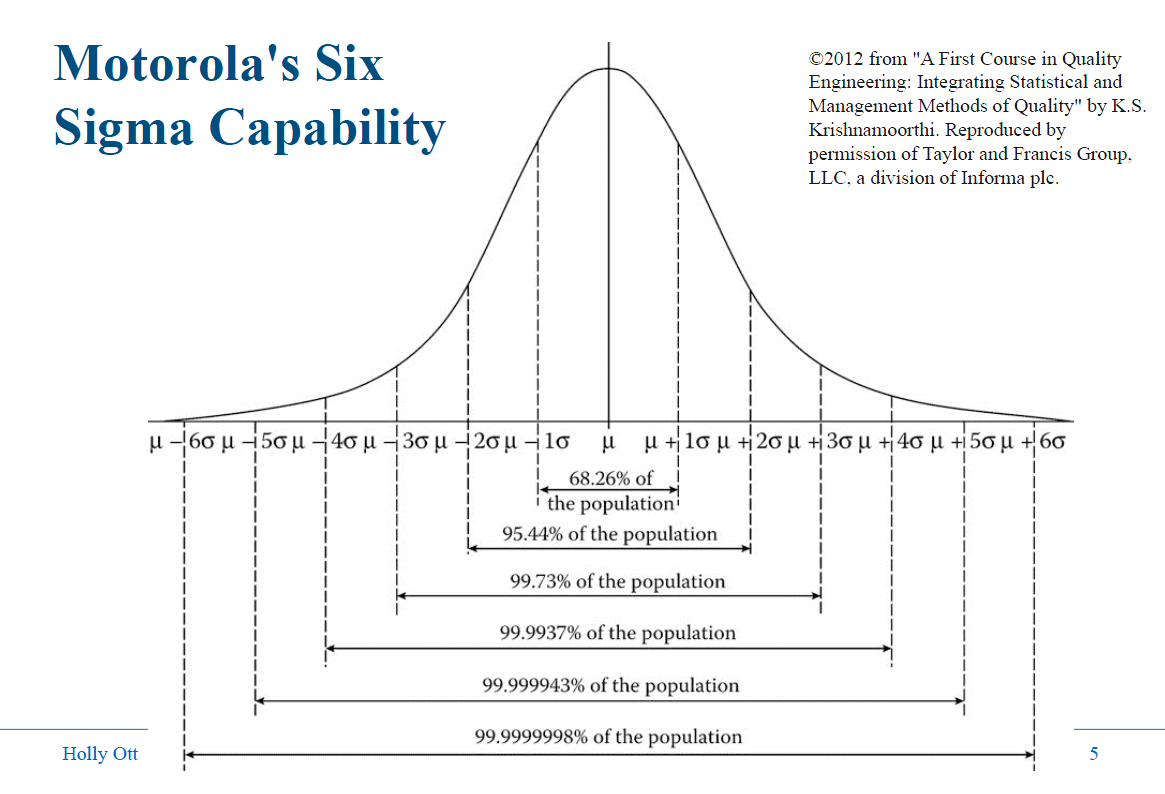 Motorola's Six
Sigma Capability
©2012 from "A First Course in Quality
Engineering: Integrating Statistical and
Management Methods of Quality" by K.S.
Krishnamoorthi. Reproduced by
permission of Taylor and Francis Group,
LLC, a division of Informa plc.
μ – 6σ μ – 5σ μ – 4σ μ – 3σ μ – 2σ μ – 1σ μ μ + 1σ μ + 2σ μ + 3σ μ + 4σ μ + 5σ μ + 6σ
68.26% of
the population
95.44% of the population
99.73% of the population
99.9937% of the population
99.999943% of the population
99.9999998% of the population
Holly Ott
5